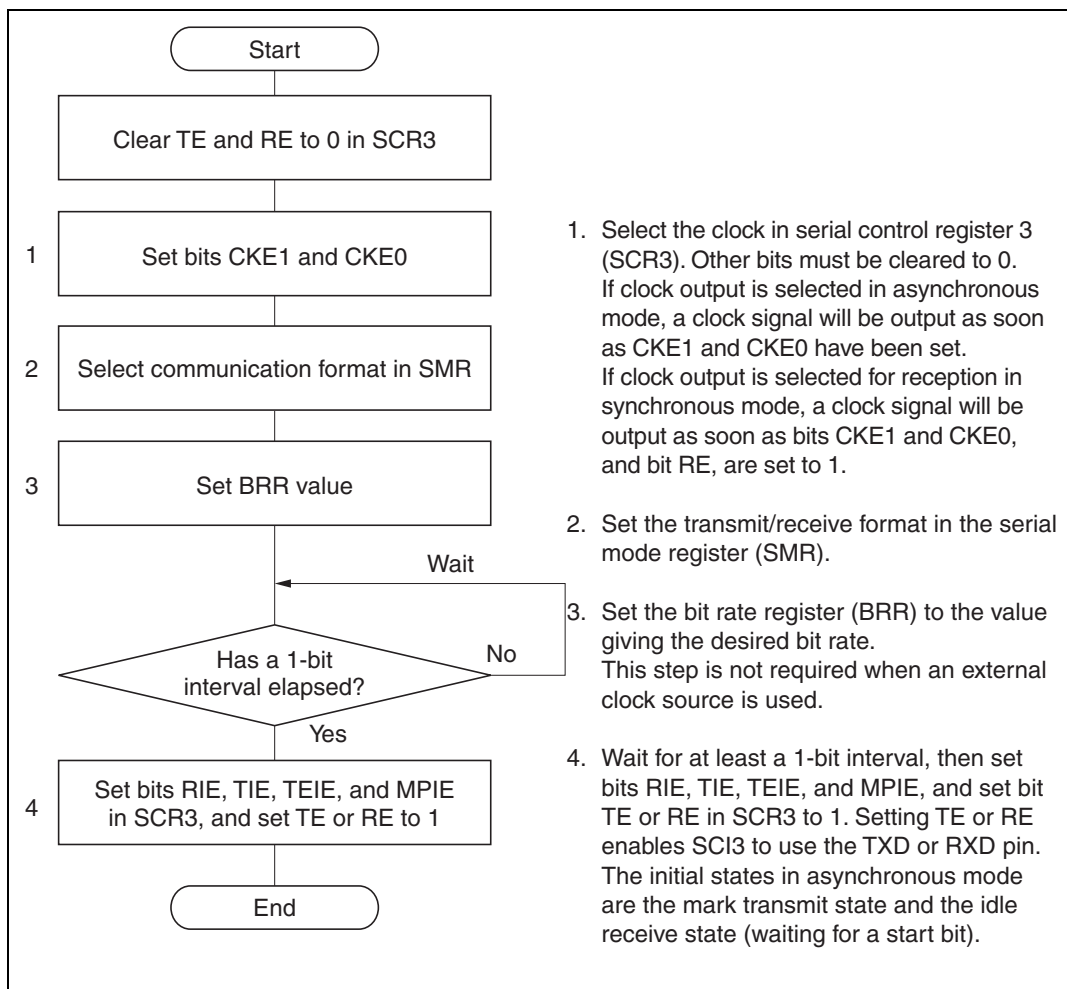 Start
Clear TE and RE to 0 in SCR3
1
Set bits CKE1 and CKE0
2
Select communication format in SMR
3
Set BRR value
Wait
Has a 1-bit
interval elapsed?
No
Yes
4
Set bits RIE, TIE, TEIE, and MPIE
in SCR3, and set TE or RE to 1
End
1. Select the clock in serial control register 3
(SCR3). Other bits must be cleared to 0.
If clock output is selected in asynchronous
mode, a clock signal will be output as soon
as CKE1 and CKE0 have been set.
If clock output is selected for reception in
synchronous mode, a clock signal will be
output as soon as bits CKE1 and CKE0,
and bit RE, are set to 1.
2. Set the transmit/receive format in the serial
mode register (SMR).
3. Set the bit rate register (BRR) to the value
giving the desired bit rate.
This step is not required when an external
clock source is used.
4. Wait for at least a 1-bit interval, then set
bits RIE, TIE, TEIE, and MPIE, and set bit
TE or RE in SCR3 to 1. Setting TE or RE
enables SCI3 to use the TXD or RXD pin.
The initial states in asynchronous mode
are the mark transmit state and the idle
receive state (waiting for a start bit).